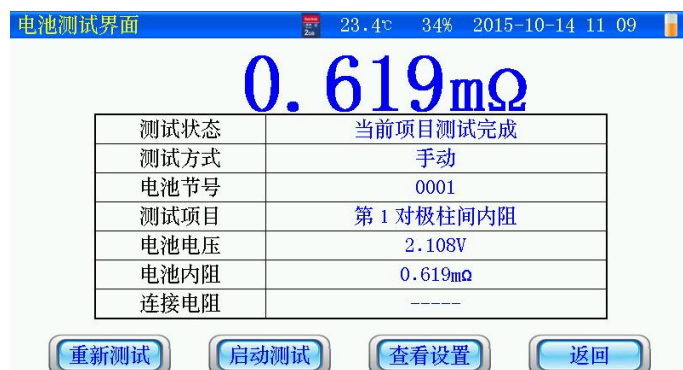 电池测试界面 23.4℃ 34% 2015-10-14 11 09
0.619mΩ
测试状态 当前项目测试完成
测试方式 手动
电池节号 0001
测试项目 第1对极柱间内阻
电池电压 2.108V
电池内阻 0.619mΩ
连接电阻 -----
重新测试 启动测试 查看设置 返回